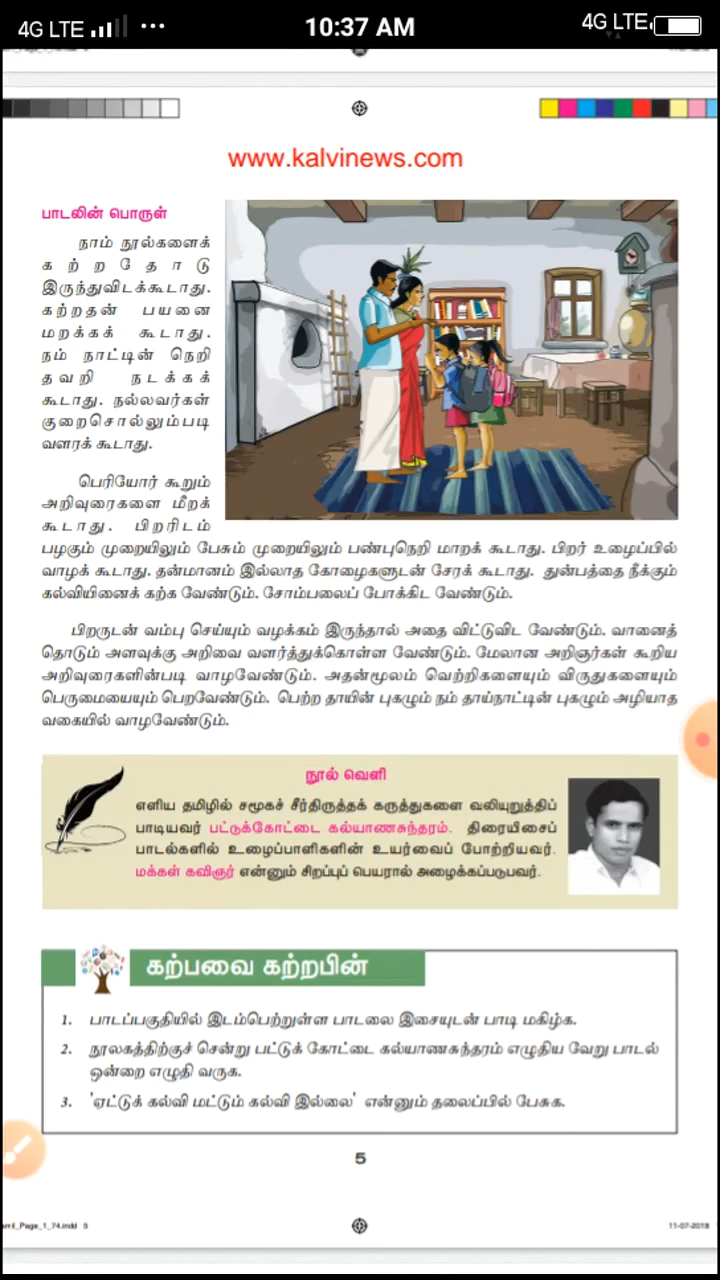 4G LTE
10:37 AM
4G LTE
www.kalvinews.com
பாடலின் பொருள்
நாம் நூல்களைக்
கற்றதோடு
இருந்துவிடக்கூடாது.
கற்றதன் பயனை
மறக்கக் கூடாது.
நம் நாட்டின் நெறி
தவறி நடக்கக்
கூடாது. நல்லவர்கள்
குறைசொல்லும்படி
வளரக் கூடாது.
பெரியோர் கூறும்
அறிவுரைகளை மீறக்
கூடாது. பிறரிடம்
பழகும் முறையிலும் பேசும் முறையிலும் பண்புநெறி மாறக் கூடாது. பிறர் உழைப்பில்
வாழக் கூடாது. தன்மானம் இல்லாத கோழைகளுடன் சேரக் கூடாது. துன்பத்தை நீக்கும்
கல்வியினைக் கற்க வேண்டும். சோம்பலைப் போக்கிட வேண்டும்.
பிறருடன் வம்பு செய்யும் வழக்கம் இருந்தால் அதை விட்டுவிட வேண்டும். வானைத்
தொடும் அளவுக்கு அறிவை வளர்த்துக்கொள்ள வேண்டும். மேலான அறிஞர்கள் கூறிய
அறிவுரைகளின்படி வாழவேண்டும். அதன்மூலம் வெற்றிகளையும் விருதுகளையும்
பெருமையையும் பெறவேண்டும். பெற்ற தாயின் புகழும் நம் தாய்நாட்டின் புகழும் அழியாத
வகையில் வாழவேண்டும்.
நூல் வெளி
எளிய தமிழில் சமூகச் சீர்திருத்தக் கருத்துகளை வலியுறுத்திப்
பாடியவர் பட்டுக்கோட்டை கல்யாணசுந்தரம். திரையிசைப்
பாடல்களில் உழைப்பாளிகளின் உயர்வைப் போற்றியவர்.
மக்கள் கவிஞர் என்னும் சிறப்புப் பெயரால் அழைக்கப்படுபவர்.
கற்பவை கற்றபின்
1. பாடப்பகுதியில் இடம்பெற்றுள்ள பாடலை இசையுடன் பாடி மகிழ்க.
2. நூலகத்திற்குச் சென்று பட்டுக் கோட்டை கல்யாணசுந்தரம் எழுதிய வேறு பாடல்
ஒன்றை எழுதி வருக.
3. 'ஏட்டுக் கல்வி மட்டும் கல்வி இல்லை' என்னும் தலைப்பில் பேசுக.
5
amil_Page_1_74.indd 5
11-07-2018